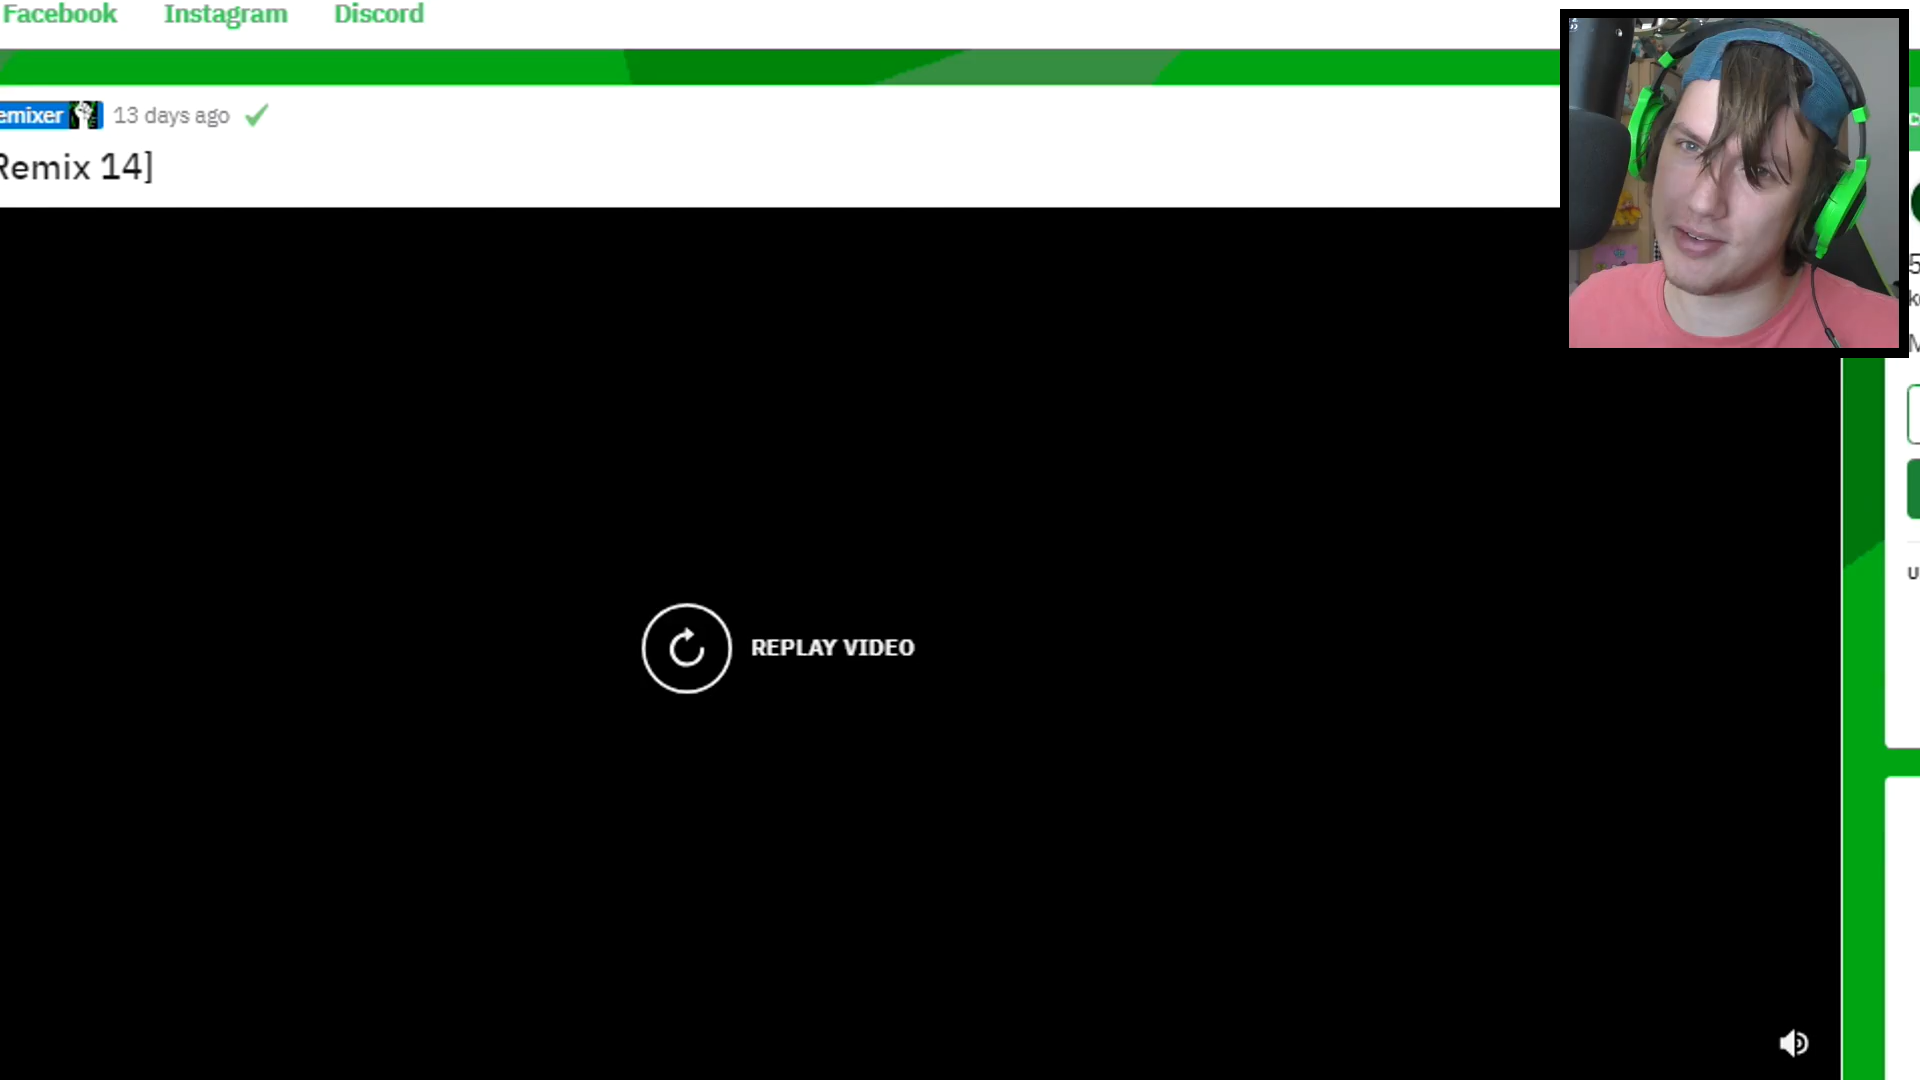 Facebook Instagram Discord
emixer 13 days ago
Remix 14]
REPLAY VIDEO